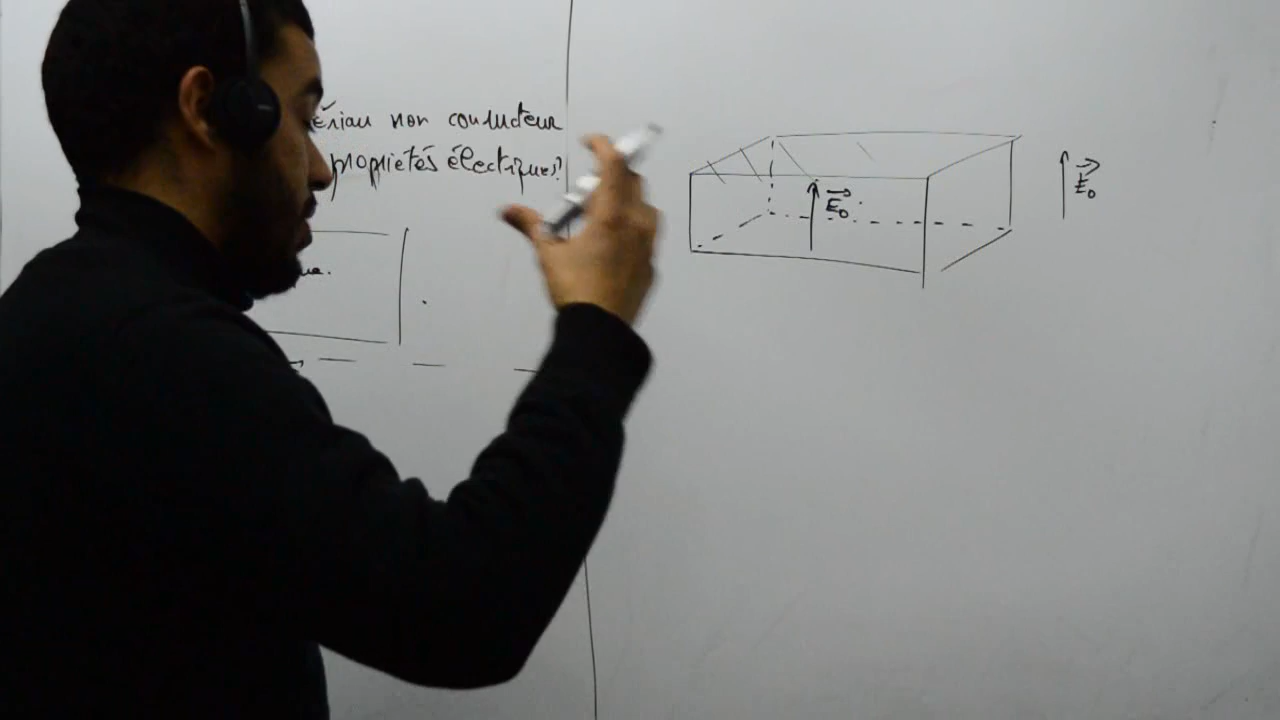 ériau non conducteur
propriétés électriques?
E₀
E₀